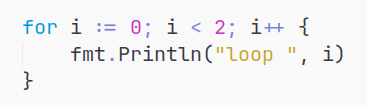 for i := 0; i < 2; i++ {
    fmt.Println("loop ", i)
}